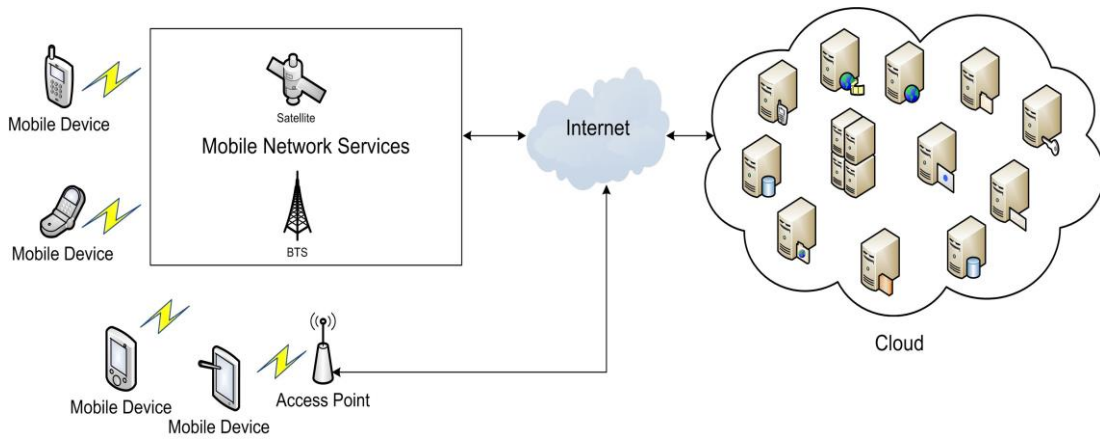 Mobile Device
Satellite
Mobile Network Services
BTS
Mobile Device
Internet
Cloud
Mobile Device
Mobile Device
Access Point